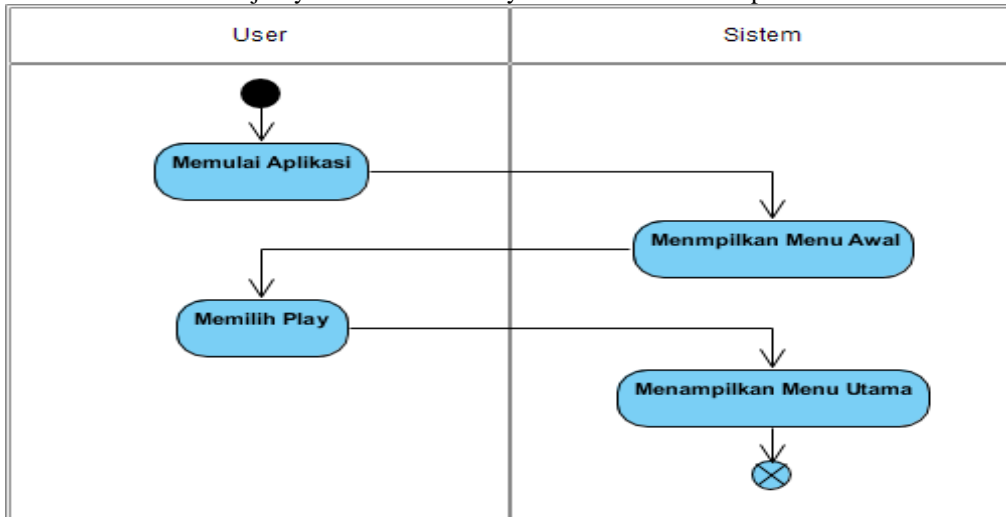 User
Sistem
Memulai Aplikasi
Menmpilkan Menu Awal
Memilih Play
Menampilkan Menu Utama